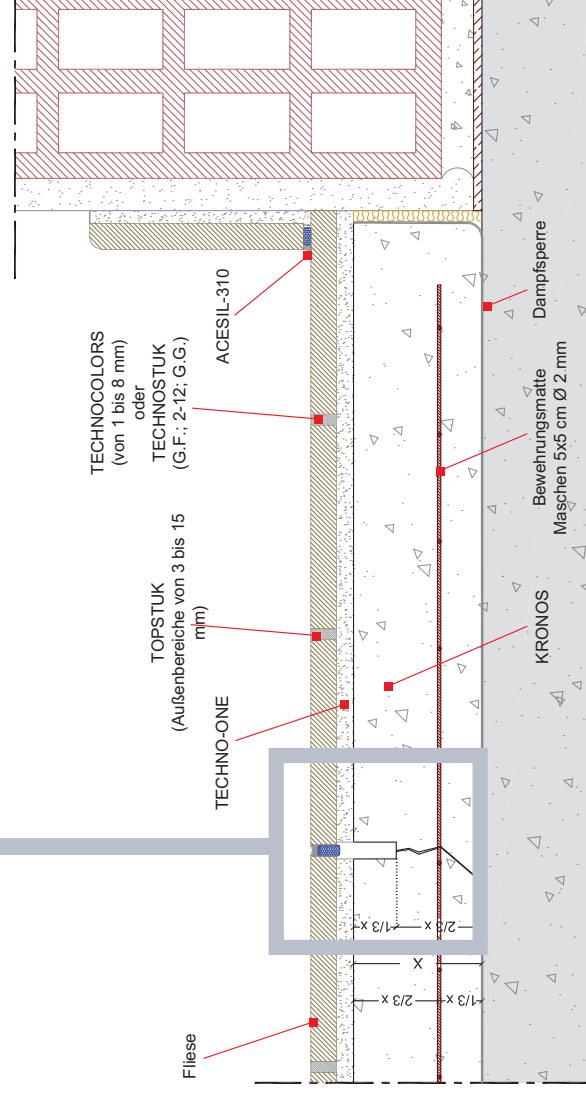 Fliese
TECHNO-ONE
TOPSTUK
(Außenbereiche von 3 bis 15
mm)
TECHNOCOLORS
(von 1 bis 8 mm)
oder
TECHNOSTUK
(G.F.; 2-12; G.G.)
ACESIL-310
1/3 x
2/3 x
X
2/3 x
1/3 x
KRONOS
Bewehrungsmatte
Maschen 5x5 cm Ø 2 mm
Dampfsperre